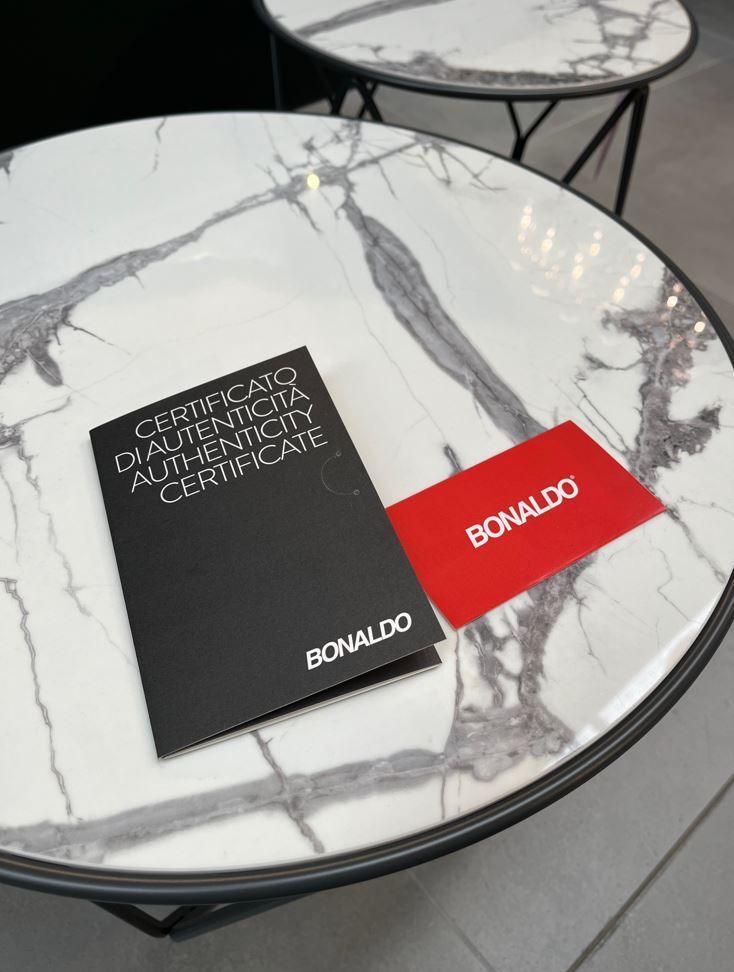 CERTIFICATO
DI AUTENTICITÀ
AUTHENTICITY
CERTIFICATE
BONALDO
BONALDO®